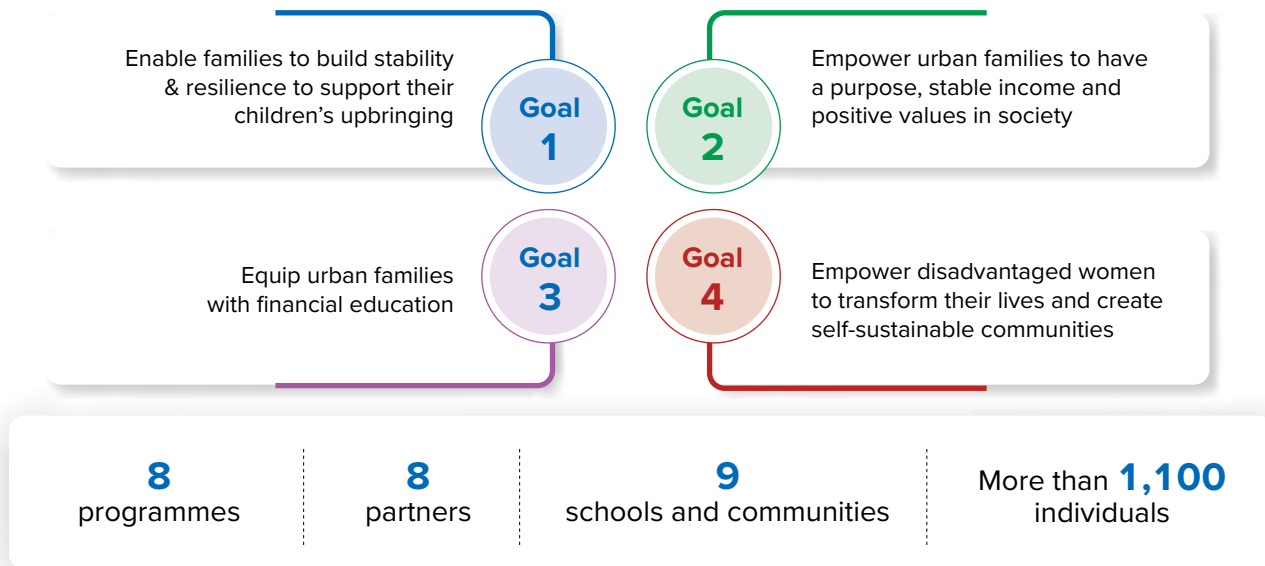 Enable families to build stability
& resilience to support their
children’s upbringing
Goal
1
Goal
2
Empower urban families to have
a purpose, stable income and
positive values in society
Equip urban families
with financial education
Goal
3
Goal
4
Empower disadvantaged women
to transform their lives and create
self-sustainable communities
8
programmes
8
partners
9
schools and communities
More than 1,100
individuals